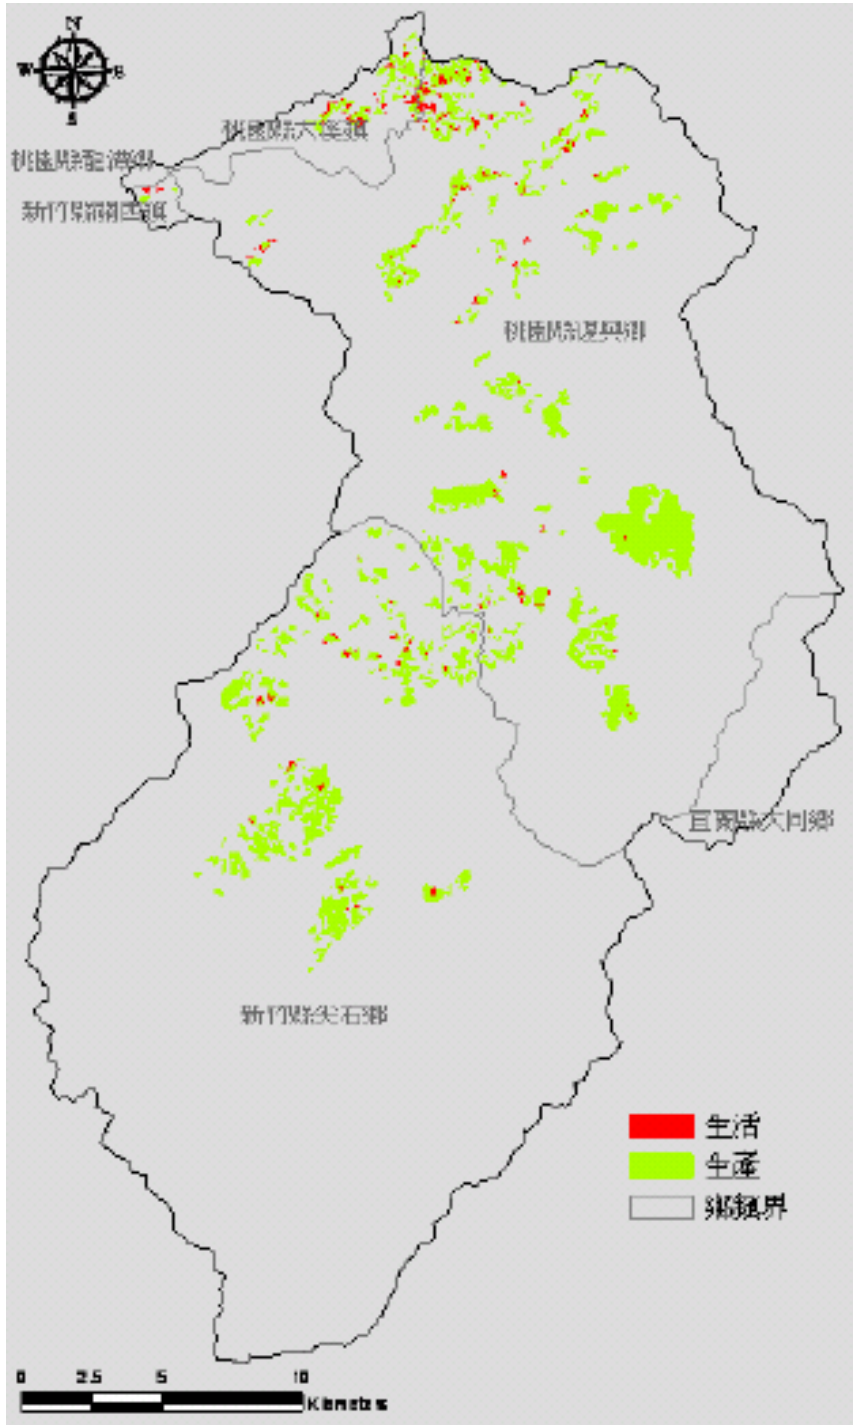 N
W E
S
桃園縣大溪鎮
桃園縣龍潭鄉
新竹縣關西鎮
桃園縣復興鄉
宜蘭縣大同鄉
新竹縣尖石鄉
生活
生產
鄉鎮界
0 2.5 5 10
Kilometers